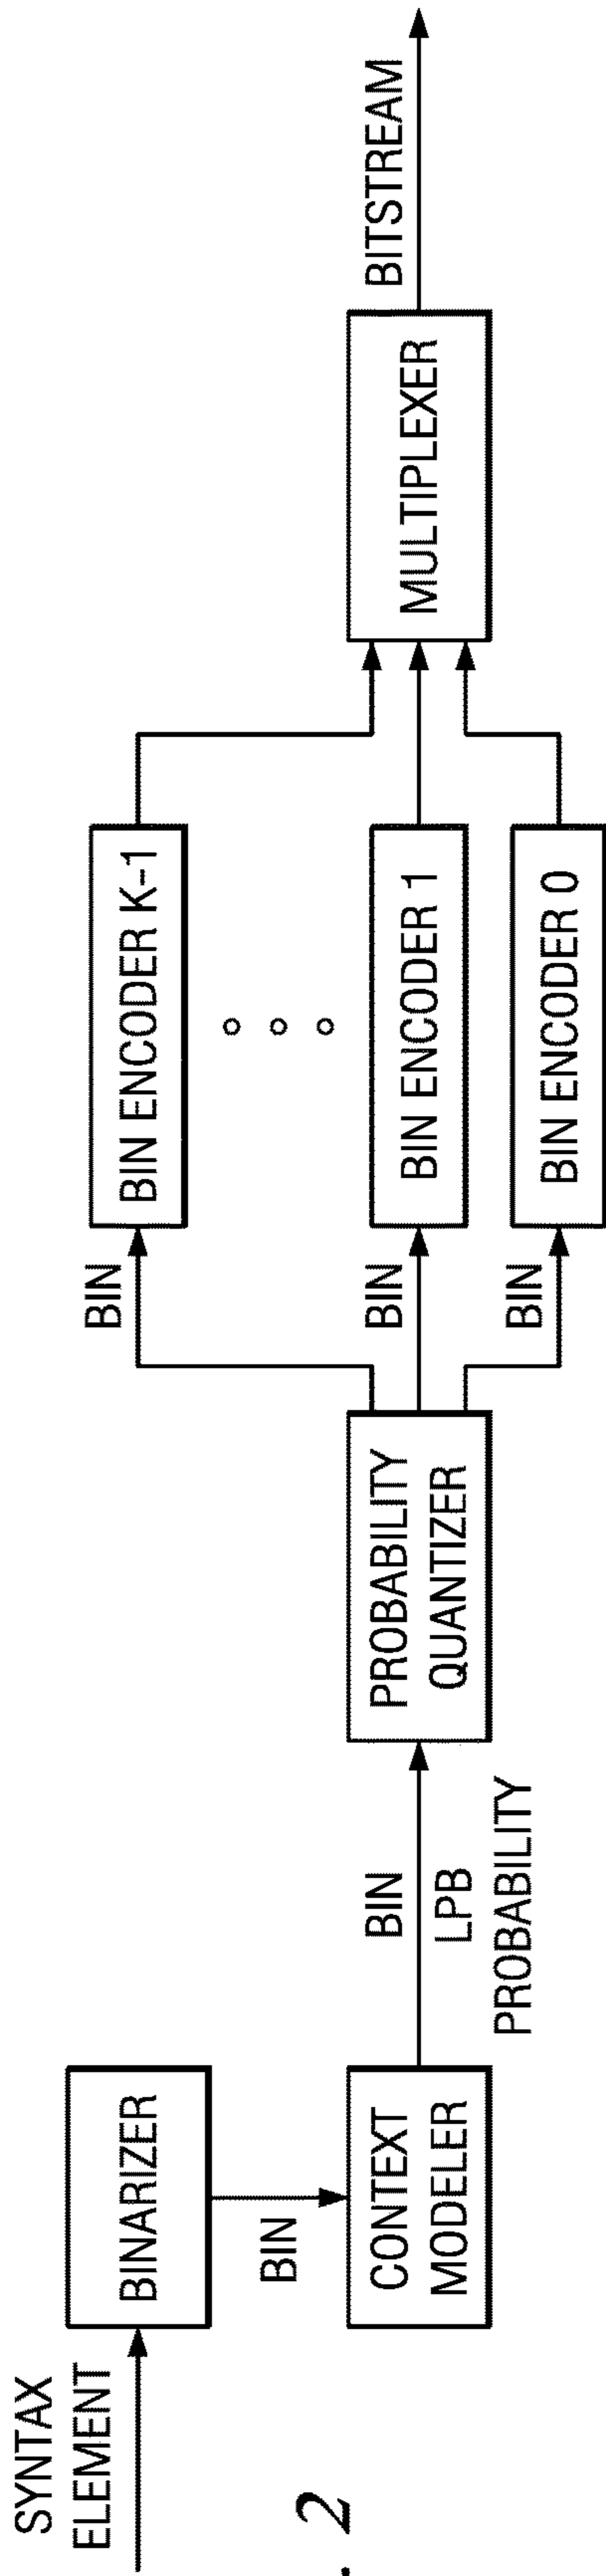 SYNTAX
ELEMENT
BINARIZER
BIN
CONTEXT
MODELER
BIN
LPB
PROBABILITY
PROBABILITY
QUANTIZER
BIN
BIN
BIN
BIN ENCODER K-1
BIN ENCODER 1
BIN ENCODER 0
MULTIPLEXER
BITSTREAM
. 2